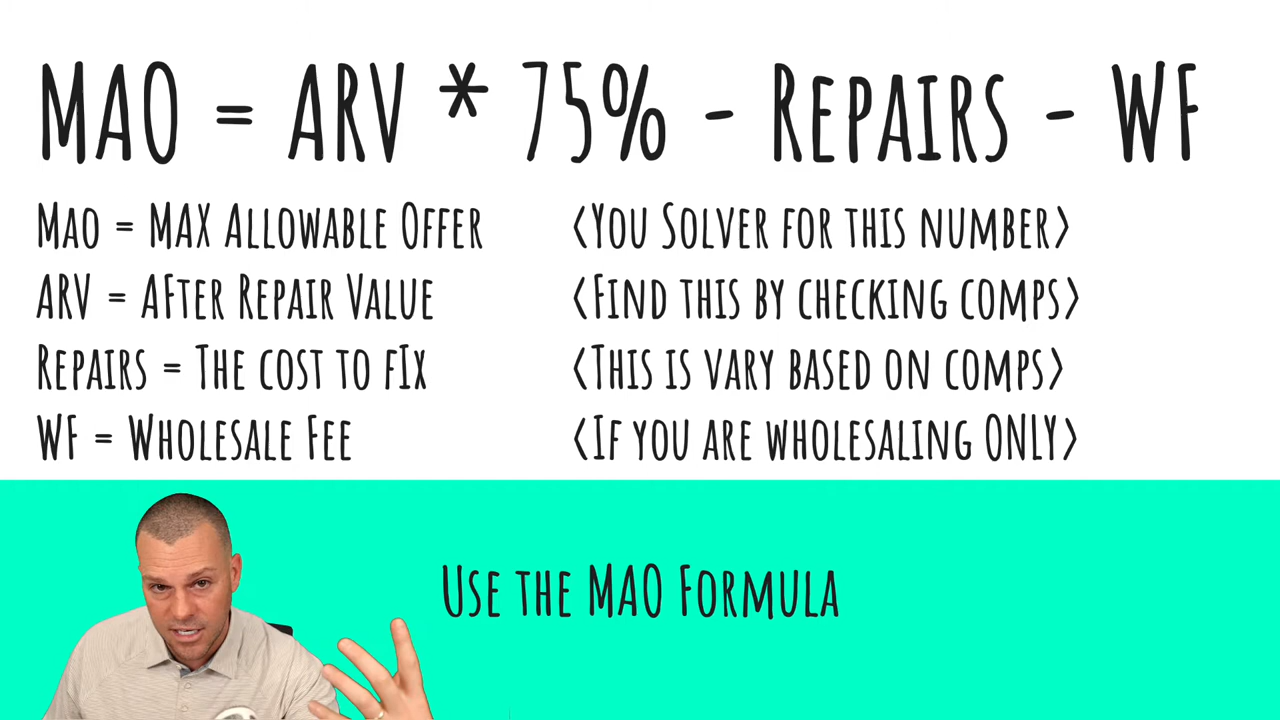 MAO = ARV * 75% - REPAIRS - WF
MAO = MAX ALLOWABLE OFFER <YOU SOLVER FOR THIS NUMBER>
ARV = AFTER REPAIR VALUE <FIND THIS BY CHECKING COMPS>
REPAIRS = THE COST TO FIX <THIS IS VARY BASED ON COMPS>
WF = WHOLESALE FEE <IF YOU ARE WHOLESALING ONLY>
USE THE MAO FORMULA